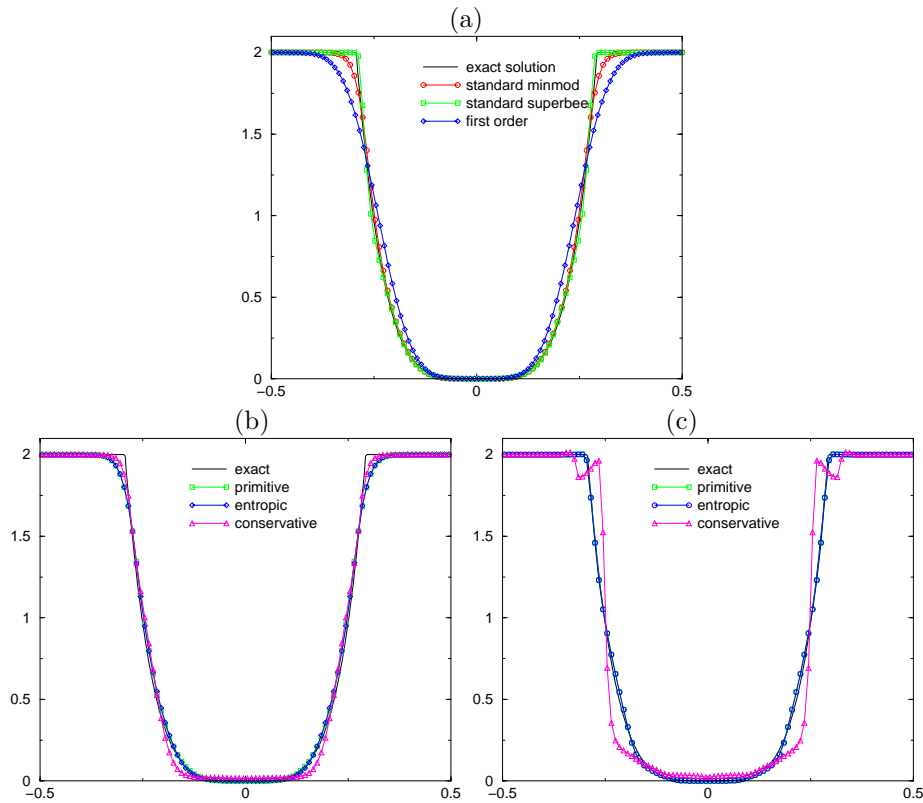 (a)
2
1.5
1
0.5
0
−0.5
0
0.5
exact solution
standard minmod
standard superbee
first order
(b)
2
1.5
1
0.5
0
−0.5
0
0.5
exact
primitive
entropic
conservative
(c)
2
1.5
1
0.5
0
−0.5
0
0.5
exact
primitive
entropic
conservative